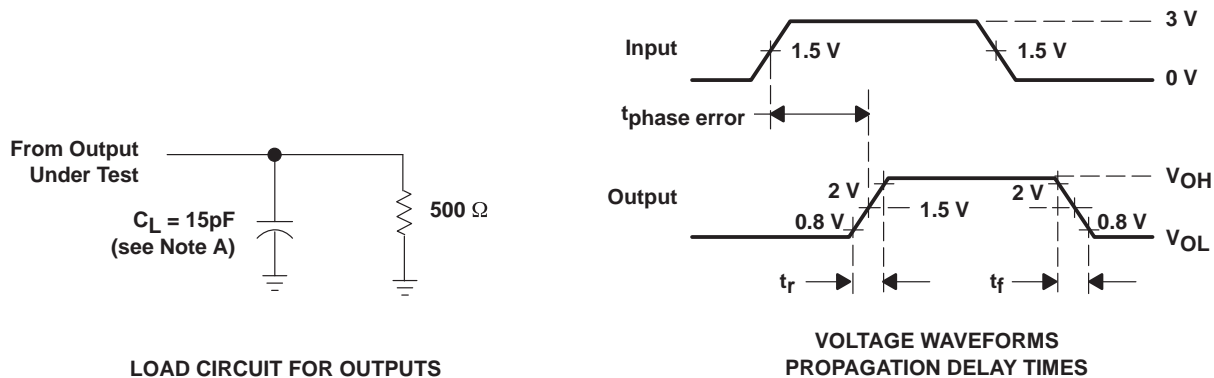 3 V
Input
1.5 V
1.5 V
0 V
tphase error
From Output
Under Test
CL = 15pF
(see Note A)
500 Ω
Output
2 V
2 V
VOH
1.5 V
0.8 V
0.8 V
VOL
tr
tf
LOAD CIRCUIT FOR OUTPUTS
VOLTAGE WAVEFORMS
PROPAGATION DELAY TIMES